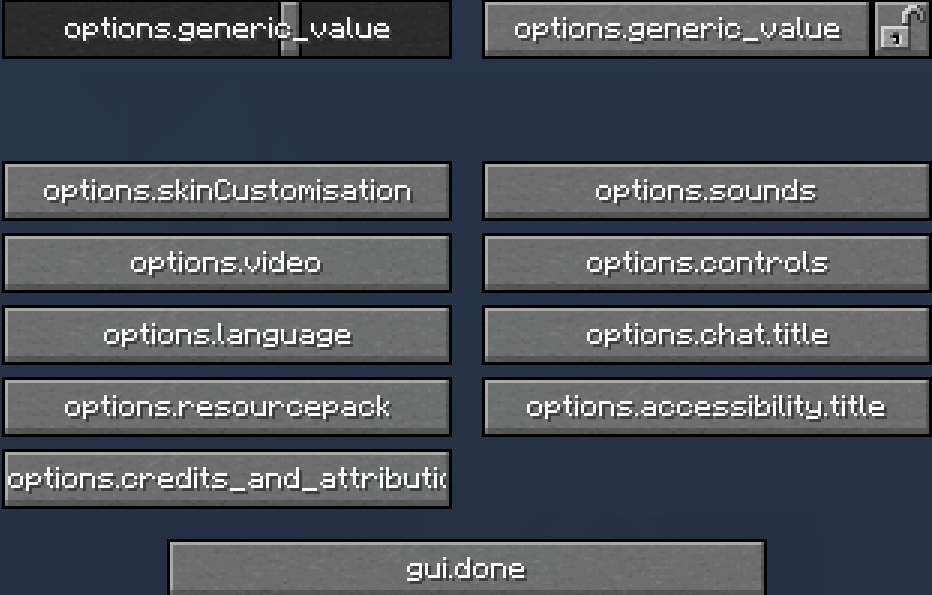 options.generic_value
options.generic_value
options.skinCustomisation
options.sounds
options.video
options.controls
options.language
options.chat.title
options.resourcepack
options.accessibility.title
options.credits_and_attributic
gui.done